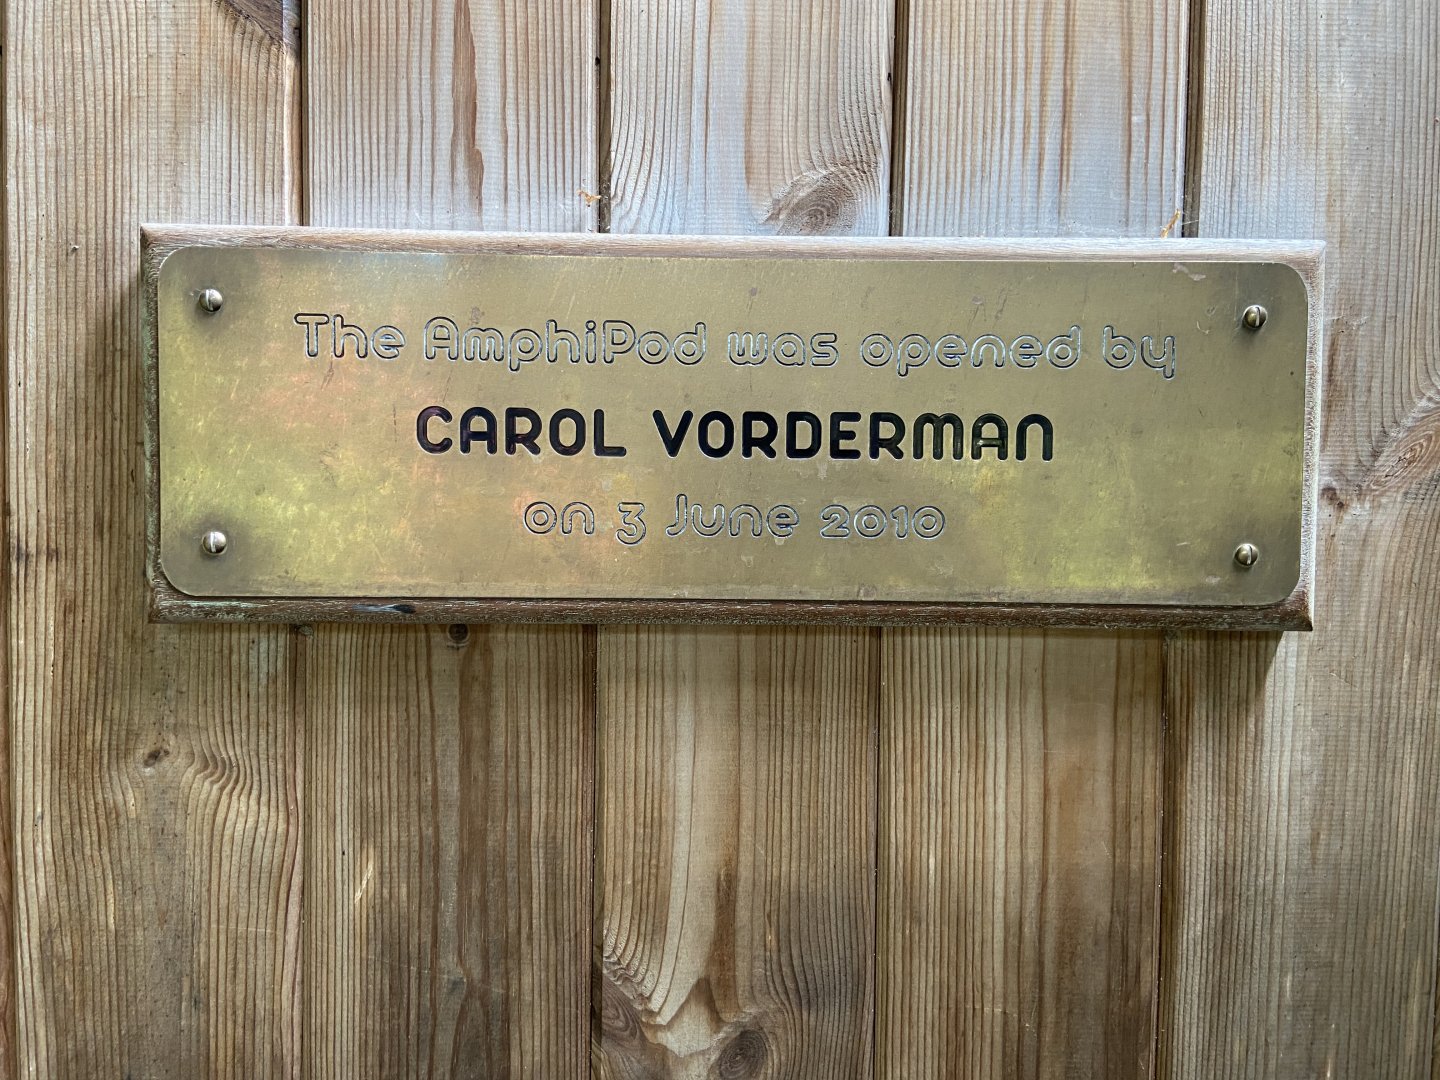 The AmphiPod was opened by
CAROL VORDERMAN
on 3 June 2010